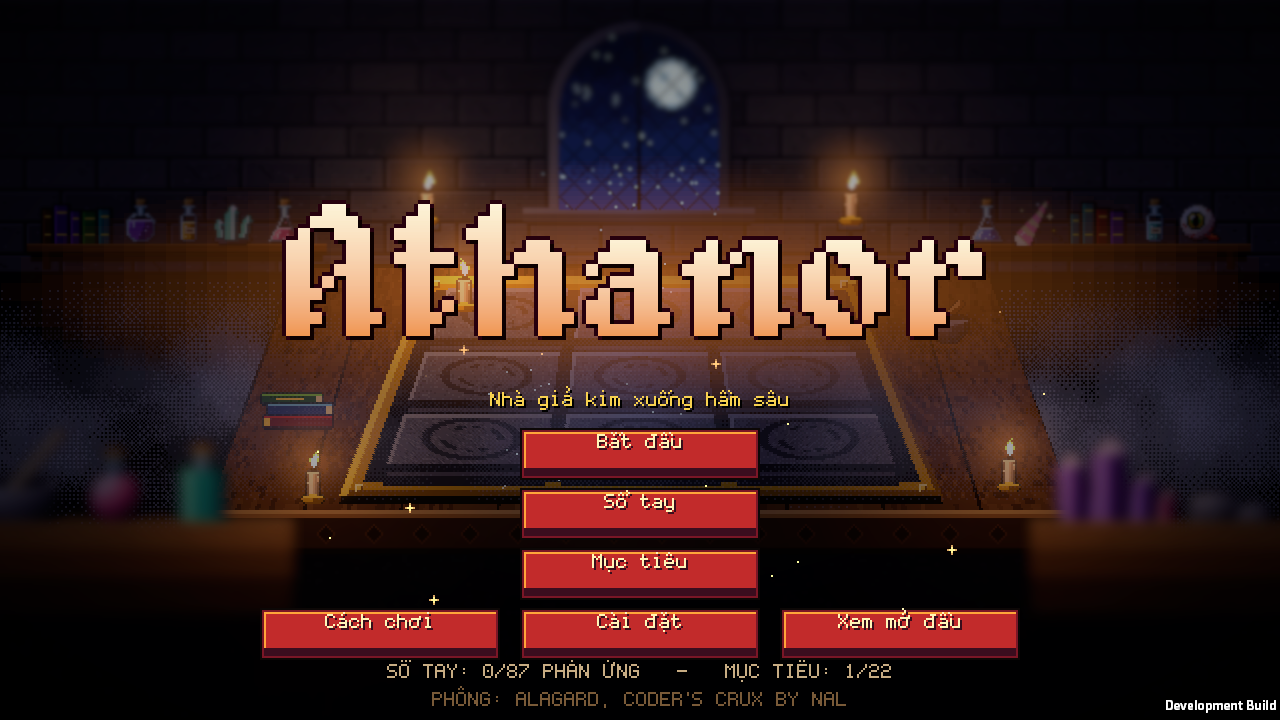 Athanor
Nhà giả kim xuống hầm sâu
Bắt đầu
Sổ tay
Mục tiêu
Cách chơi
Cài đặt
Xem mở đầu
SỔ TAY: 0/87 PHẢN ỨNG – MỤC TIÊU: 1/22
PHÔNG: ALAGARD, CODER'S CRUX BY NAL
Development Build